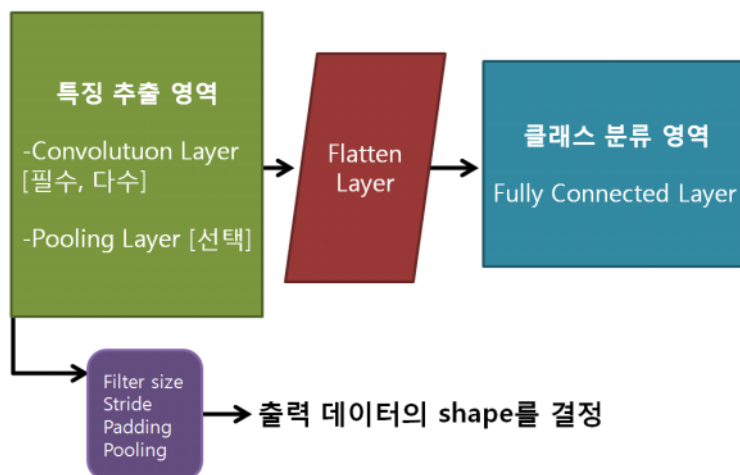 특징 추출 영역
-Convolutuon Layer
[필수, 다수]
-Pooling Layer [선택]
Flatten
Layer
클래스 분류 영역
Fully Connected Layer
Filter size
Stride
Padding
Pooling
출력 데이터의 shape를 결정